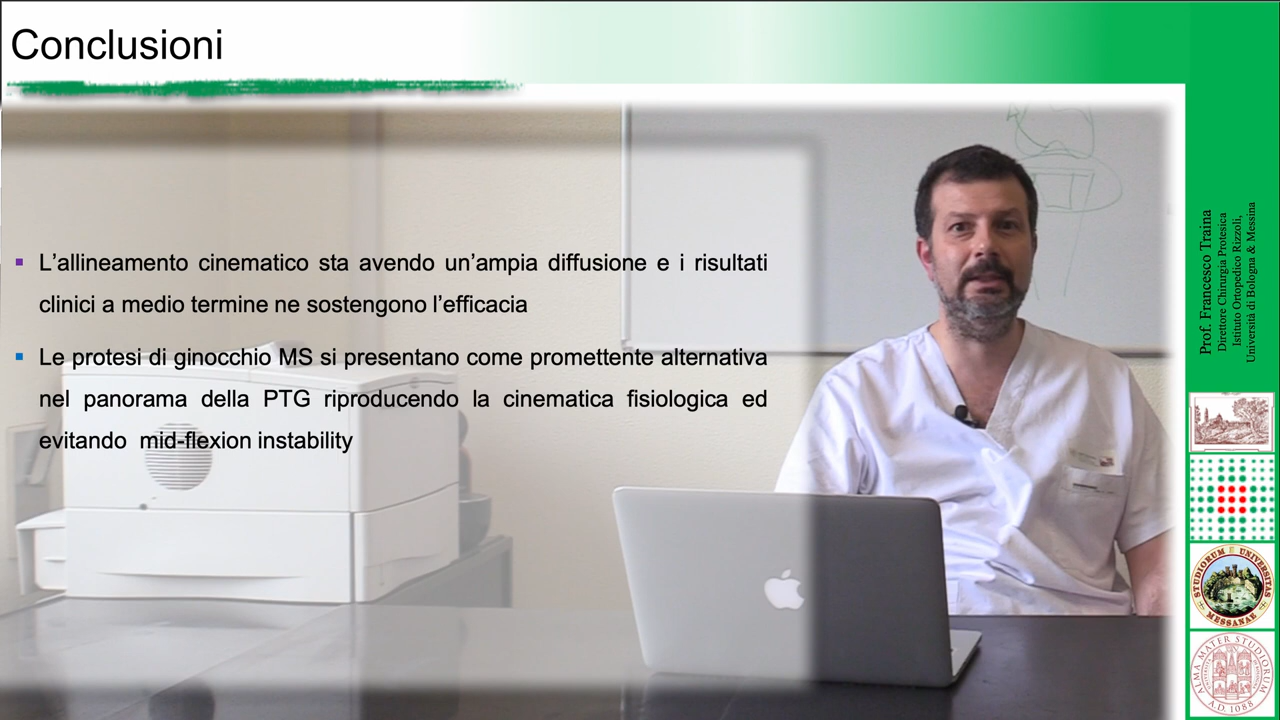 Conclusioni
L’allineamento cinematico sta avendo un’ampia diffusione e i risultati
clinici a medio termine ne sostengono l’efficacia
Le protesi di ginocchio MS si presentano come promettente alternativa
nel panorama della PTG riproducendo la cinematica fisiologica ed
evitando mid-flexion instability
Prof. Francesco Traina
Direttore Chirurgia Protesica
Istituto Ortopedico Rizzoli,
Università di Bologna & Messina
STUDIORUM E UNIVERSITAS
MESSANAE
ALMA MATER STUDIORUM
A.D. 1088